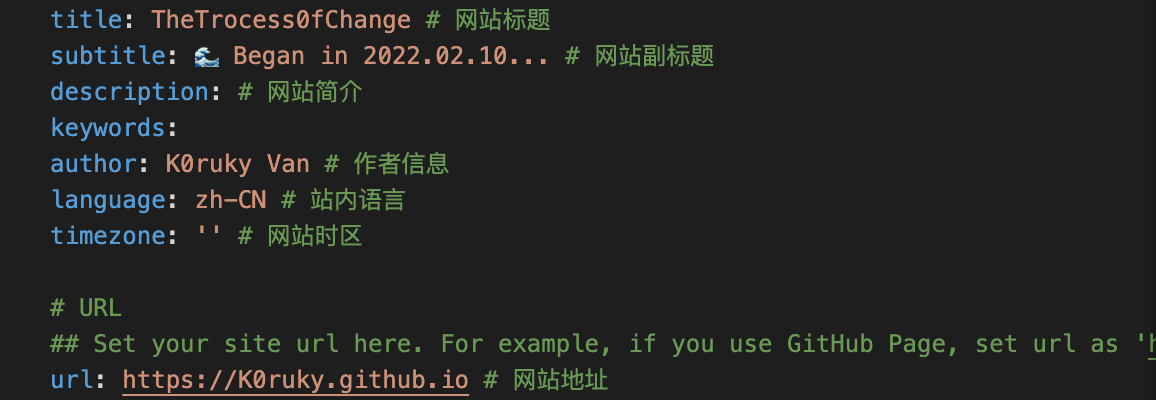 title: TheTrocess0fChange # 网站标题
subtitle: 🌊 Began in 2022.02.10... # 网站副标题
description: # 网站简介
keywords:
author: K0ruky Van # 作者信息
language: zh-CN # 站内语言
timezone: '' # 网站时区
# URL
## Set your site url here. For example, if you use GitHub Page, set url as 'h
url: https://K0ruky.github.io # 网站地址